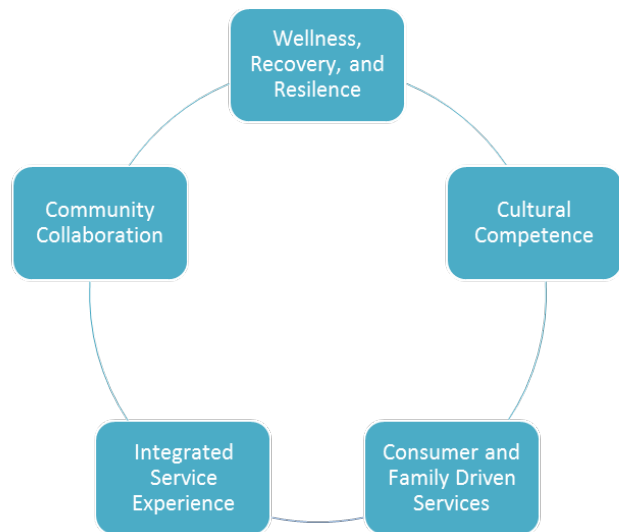 Wellness,
Recovery, and
Resilence
Cultural
Competence
Consumer and
Family Driven
Services
Integrated
Service
Experience
Community
Collaboration